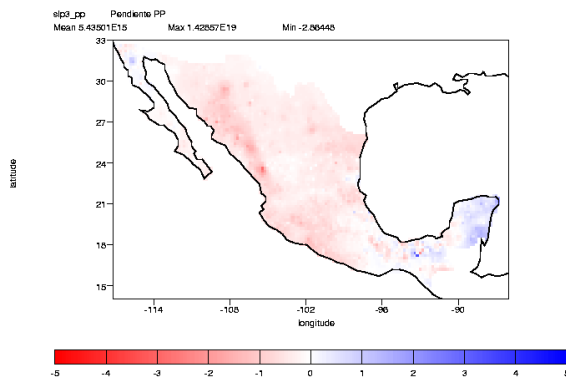 slp3_pp Pendiente PP
Mean 5.43501E15 Max 1.42857E19 Min -2.88448
33
30
27
24
21
18
15
latitude
-114 -108 -102 -96 -90
longitude
-5 -4 -3 -2 -1 0 1 2 3 4 5